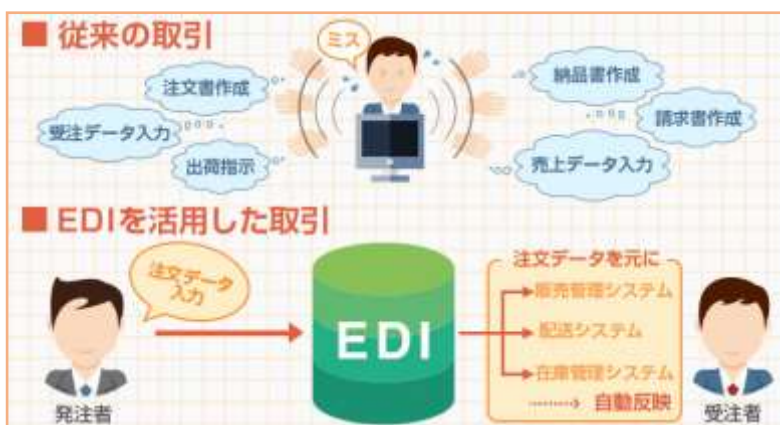 ■ 従来の取引
ミス
注文書作成
受注データ入力
出荷指示
納品書作成
請求書作成
売上データ入力
■ EDIを活用した取引
注文データ
入力
発注者
EDI
注文データを元に
販売管理システム
配送システム
在庫管理システム
自動反映
受注者